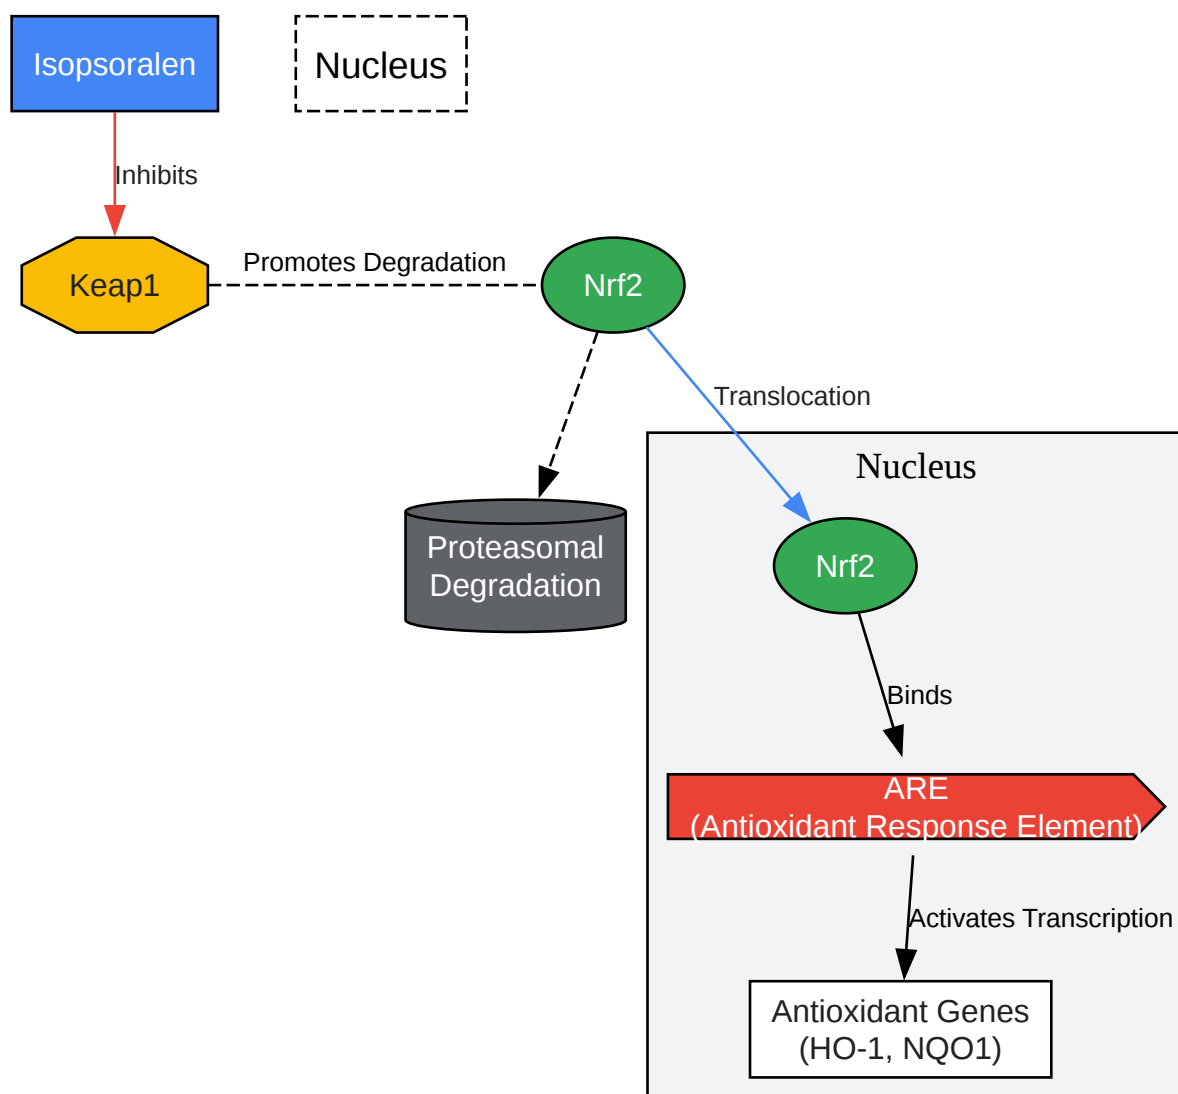 Isopsoralen
Nucleus
Inhibits
Keap1
Promotes Degradation
Nrf2
Translocation
Nucleus
Proteasomal
Degradation
Nrf2
Binds
ARE
(Antioxidant Response Element)
Activates Transcription
Antioxidant Genes
(HO-1, NQO1)